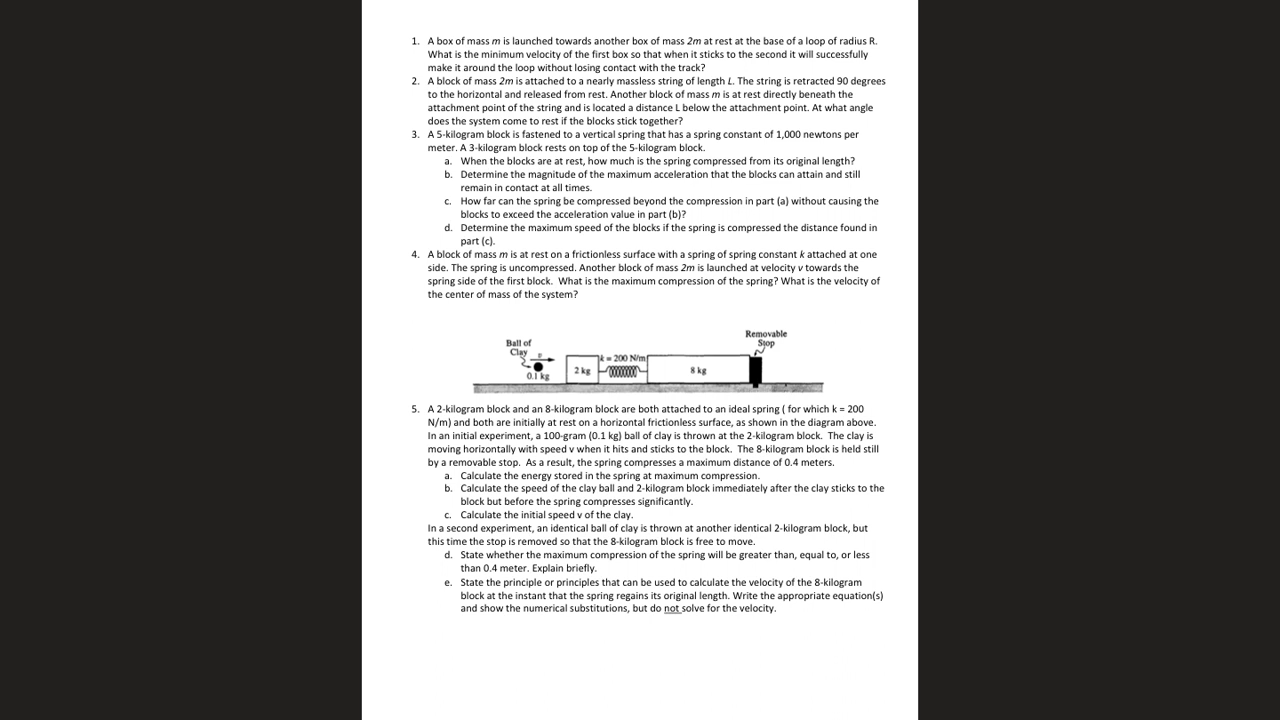 1. A box of mass m is launched towards another box of mass 2m at rest at the base of a loop of radius R.
What is the minimum velocity of the first box so that when it sticks to the second it will successfully
make it around the loop without losing contact with the track?
2. A block of mass 2m is attached to a nearly massless string of length L. The string is retracted 90 degrees
to the horizontal and released from rest. Another block of mass m is at rest directly beneath the
attachment point of the string and is located a distance L below the attachment point. At what angle
does the system come to rest if the blocks stick together?
3. A 5-kilogram block is fastened to a vertical spring that has a spring constant of 1,000 newtons per
meter. A 3-kilogram block rests on top of the 5-kilogram block.
a. When the blocks are at rest, how much is the spring compressed from its original length?
b. Determine the magnitude of the maximum acceleration that the blocks can attain and still
remain in contact at all times.
c. How far can the spring be compressed beyond the compression in part (a) without causing the
blocks to exceed the acceleration value in part (b)?
d. Determine the maximum speed of the blocks if the spring is compressed the distance found in
part (c).
4. A block of mass m is at rest on a frictionless surface with a spring of spring constant k attached at one
side. The spring is uncompressed. Another block of mass 2m is launched at velocity v towards the
spring side of the first block. What is the maximum compression of the spring? What is the velocity of
the center of mass of the system?
Removable
Stop
Ball of
Clay
v
0.1 kg
2 kg
k = 200 N/m
8 kg
5. A 2-kilogram block and an 8-kilogram block are both attached to an ideal spring ( for which k = 200
N/m) and both are initially at rest on a horizontal frictionless surface, as shown in the diagram above.
In an initial experiment, a 100-gram (0.1 kg) ball of clay is thrown at the 2-kilogram block. The clay is
moving horizontally with speed v when it hits and sticks to the block. The 8-kilogram block is held still
by a removable stop. As a result, the spring compresses a maximum distance of 0.4 meters.
a. Calculate the energy stored in the spring at maximum compression.
b. Calculate the speed of the clay ball and 2-kilogram block immediately after the clay sticks to the
block but before the spring compresses significantly.
c. Calculate the initial speed v of the clay.
In a second experiment, an identical ball of clay is thrown at another identical 2-kilogram block, but
this time the stop is removed so that the 8-kilogram block is free to move.
d. State whether the maximum compression of the spring will be greater than, equal to, or less
than 0.4 meter. Explain briefly.
e. State the principle or principles that can be used to calculate the velocity of the 8-kilogram
block at the instant that the spring regains its original length. Write the appropriate equation(s)
and show the numerical substitutions, but do not solve for the velocity.